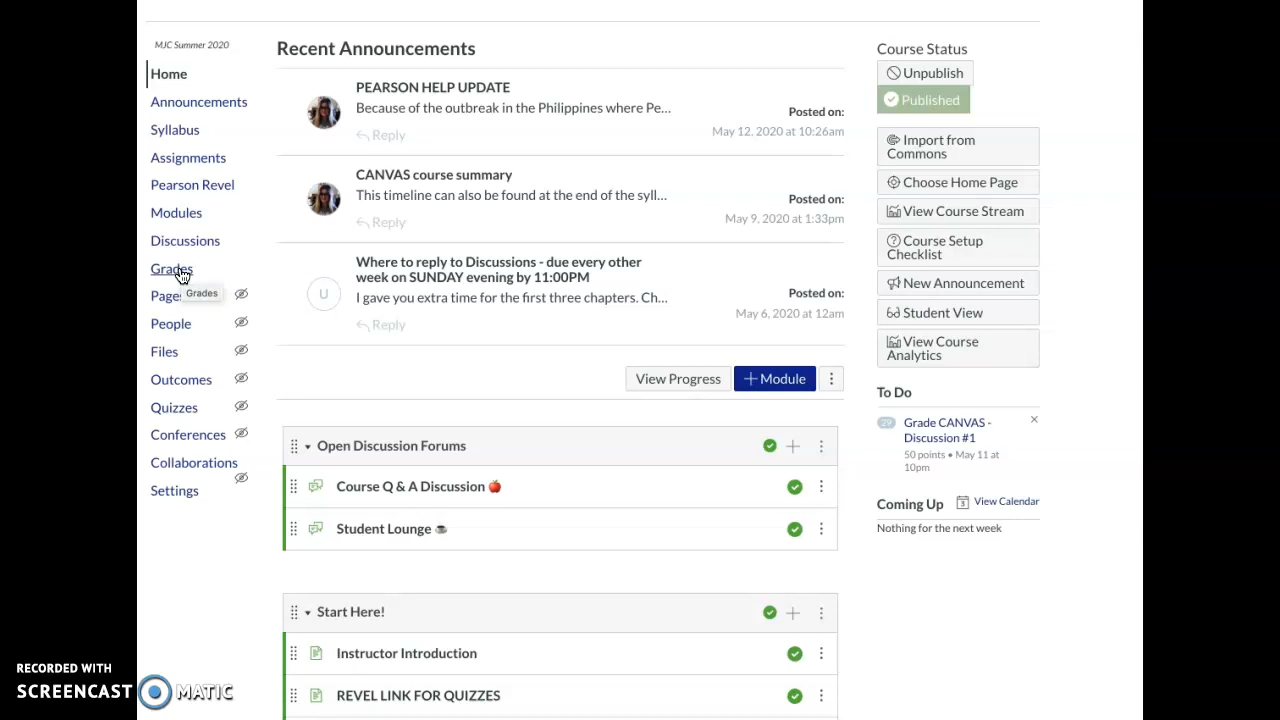 MJC Summer 2020
Home
Announcements
Syllabus
Assignments
Pearson Revel
Modules
Discussions
Grades
Pages
Grades
People
Files
Outcomes
Quizzes
Conferences
Collaborations
Settings
Recent Announcements
PEARSON HELP UPDATE
Because of the outbreak in the Philippines where Pe...
Reply
Posted on:
May 12, 2020 at 10:26am
CANVAS course summary
This timeline can also be found at the end of the syll...
Reply
Posted on:
May 9, 2020 at 1:33pm
U
Where to reply to Discussions - due every other
week on SUNDAY evening by 11:00PM
I gave you extra time for the first three chapters. Ch...
Reply
Posted on:
May 6, 2020 at 12am
View Progress
+ Module
Open Discussion Forums
Course Q & A Discussion 🍎
Student Lounge ☕
Start Here!
Instructor Introduction
REVEL LINK FOR QUIZZES
Course Status
Unpublish
Published
Import from
Commons
Choose Home Page
View Course Stream
Course Setup
Checklist
New Announcement
Student View
View Course
Analytics
To Do
29
Grade CANVAS -
Discussion #1
50 points • May 11 at
10pm
Coming Up
3
View Calendar
Nothing for the next week
RECORDED WITH
SCREENCAST MATIC